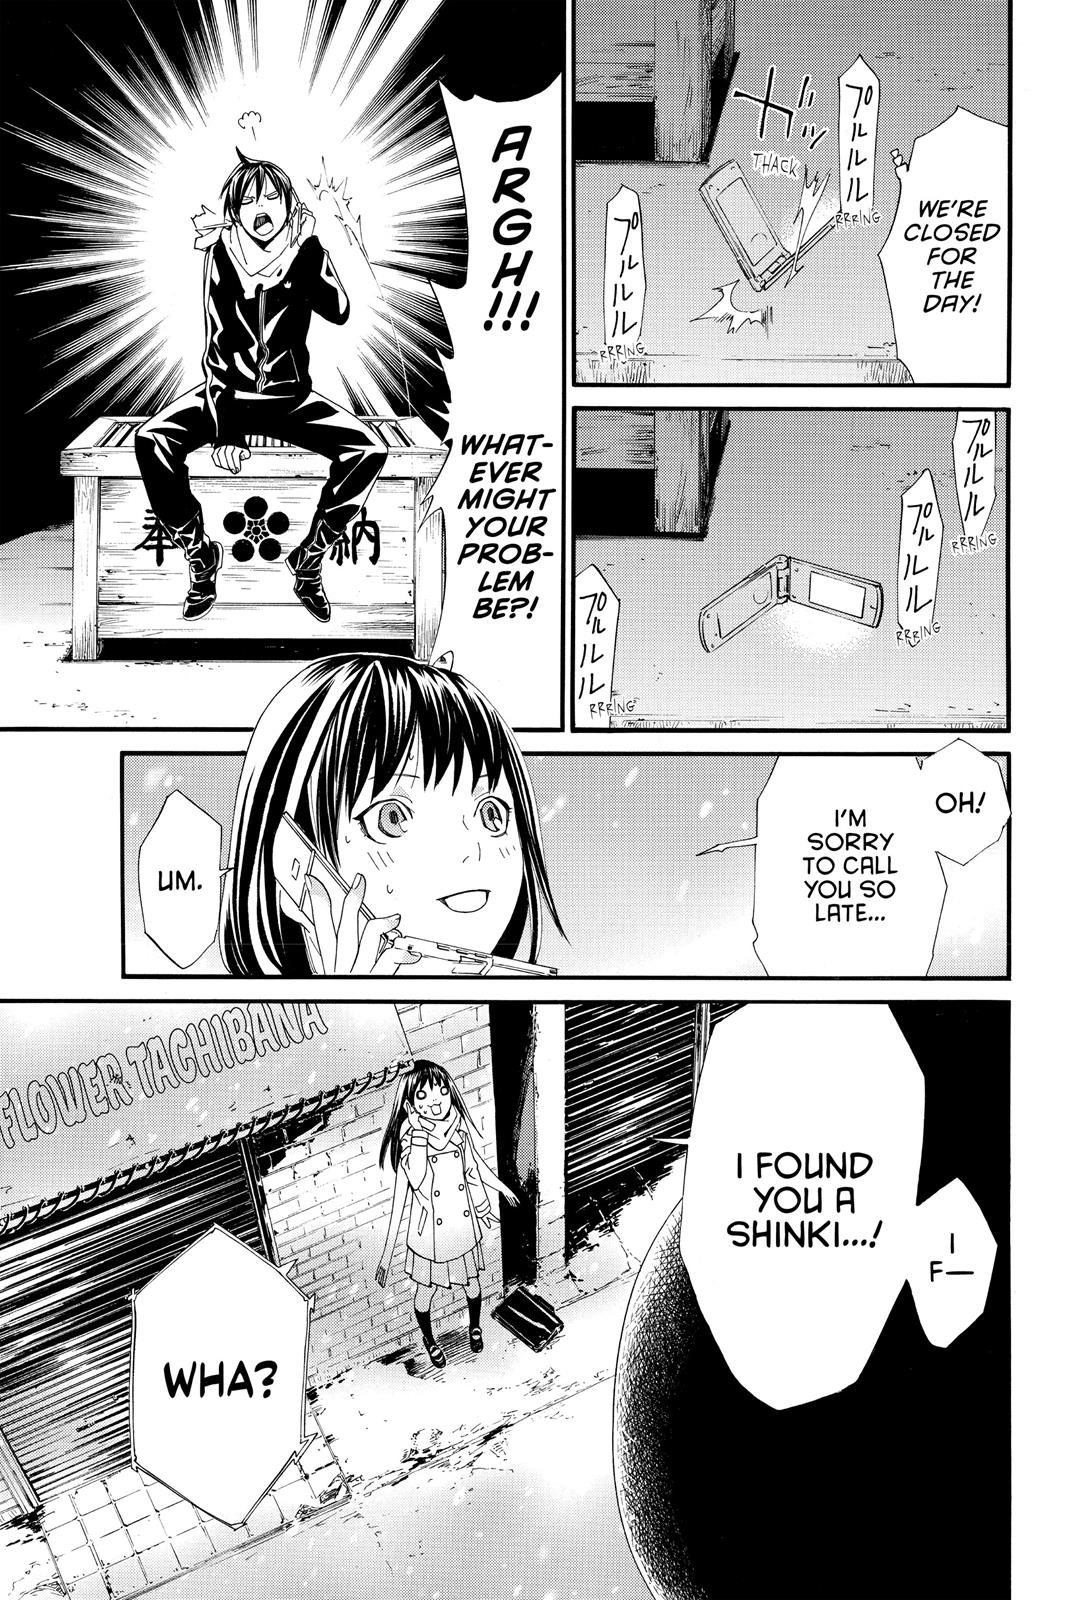 WE'RE
CLOSED
FOR
THE
DAY!
プルルル
RRRING
ガッ
THACK
プルルル
RRRING
プルルル
RRRING
プルルル
RRRING
プルルル
RRRING
ARGH!!!
WHAT-
EVER
MIGHT
YOUR
PROB-
LEM
BE?!
奉納
OH!
I'M
SORRY
TO CALL
YOU SO
LATE...
UM.
I
F—
I FOUND
YOU A
SHINKI...!
FLOWER TACHIBANA
WHA?